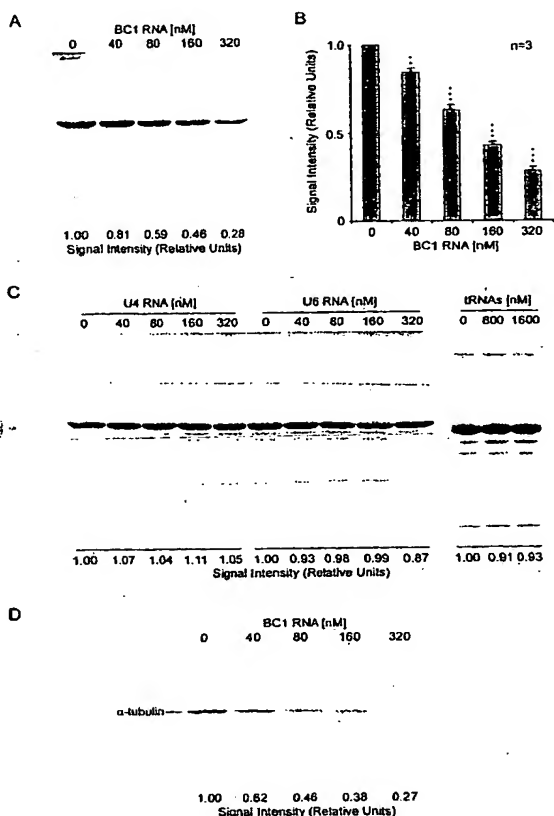 A
BC1 RNA [nM]
0 40 80 160 320
1.00 0.81 0.59 0.46 0.28
Signal Intensity (Relative Units)
B
n=3
Signal Intensity (Relative Units)
1.0
0.5
0
0 40 80 160 320
BC1 RNA [nM]
C
U4 RNA [nM] U6 RNA [nM] tRNAs [nM]
0 40 80 160 320 0 40 80 160 320 0 800 1600
1.00 1.07 1.04 1.11 1.05 1.00 0.93 0.98 0.99 0.87 1.00 0.91 0.93
Signal Intensity (Relative Units)
D
BC1 RNA [nM]
0 40 80 160 320
α-tubulin
1.00 0.62 0.46 0.38 0.27
Signal Intensity (Relative Units)